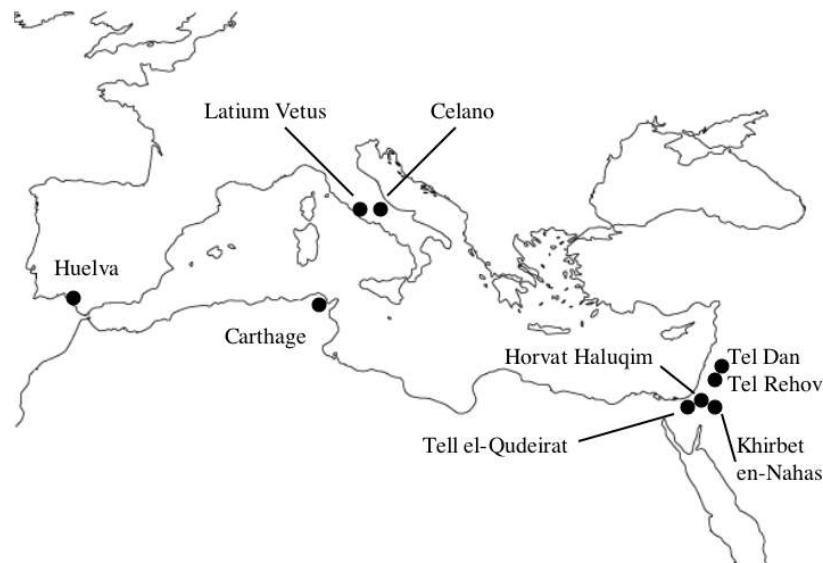 Latium Vetus
Celano
Huelva
Carthage
Horvat Haluqim
Tel Dan
Tel Rehov
Tell el-Qudeirat
Khirbet
en-Nahas